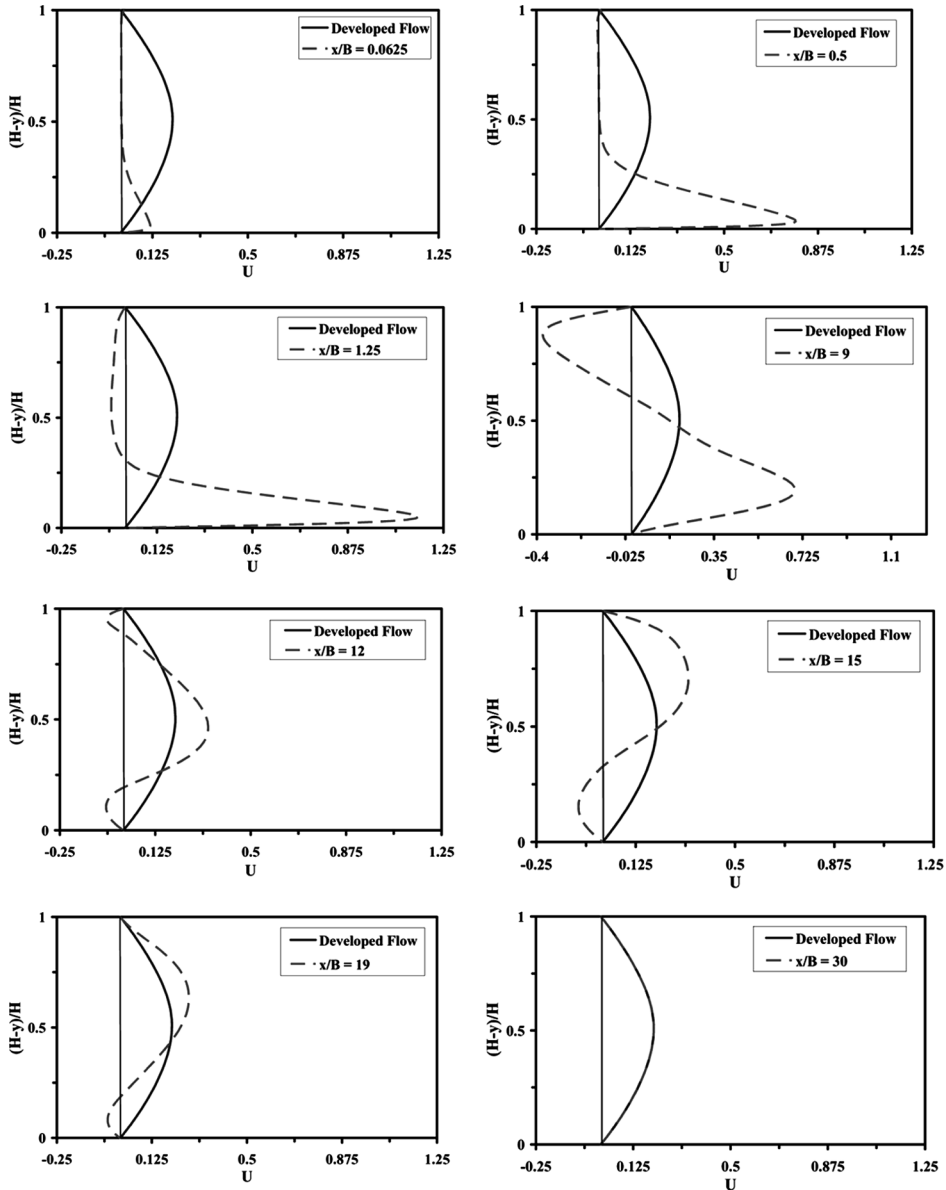 1
Developed Flow
x/B = 0.0625
(H-y)/H
0.5
0
-0.25 0.125 0.5 0.875 1.25
U
1
Developed Flow
x/B = 0.5
(H-y)/H
0.5
0
-0.25 0.125 0.5 0.875 1.25
U
1
Developed Flow
x/B = 1.25
(H-y)/H
0.5
0
-0.25 0.125 0.5 0.875 1.25
U
1
Developed Flow
x/B = 9
(H-y)/H
0.5
0
-0.4 -0.025 0.35 0.725 1.1
U
1
Developed Flow
x/B = 12
(H-y)/H
0.5
0
-0.25 0.125 0.5 0.875 1.25
U
1
Developed Flow
x/B = 15
(H-y)/H
0.5
0
-0.25 0.125 0.5 0.875 1.25
U
1
Developed Flow
x/B = 19
(H-y)/H
0.5
0
-0.25 0.125 0.5 0.875 1.25
U
1
Developed Flow
x/B = 30
(H-y)/H
0.5
0
-0.25 0.125 0.5 0.875 1.25
U